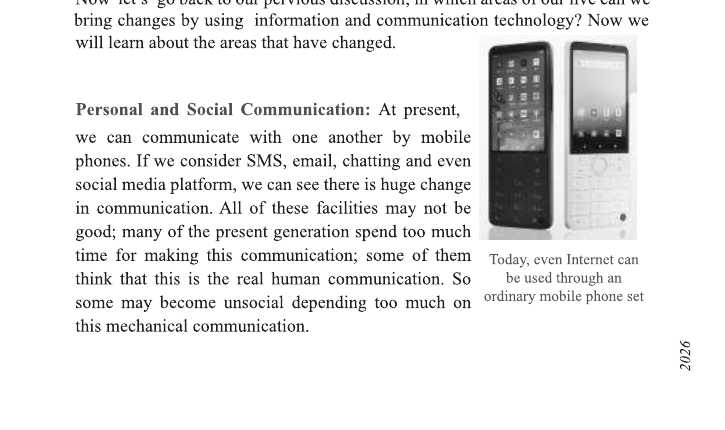 Now let's go back to our pervious discussion, in which areas of our live can we
bring changes by using information and communication technology? Now we
will learn about the areas that have changed.
Personal and Social Communication: At present,
we can communicate with one another by mobile
phones. If we consider SMS, email, chatting and even
social media platform, we can see there is huge change
in communication. All of these facilities may not be
good; many of the present generation spend too much
time for making this communication; some of them
think that this is the real human communication. So
some may become unsocial depending too much on
this mechanical communication.
Today, even Internet can
be used through an
ordinary mobile phone set
2026